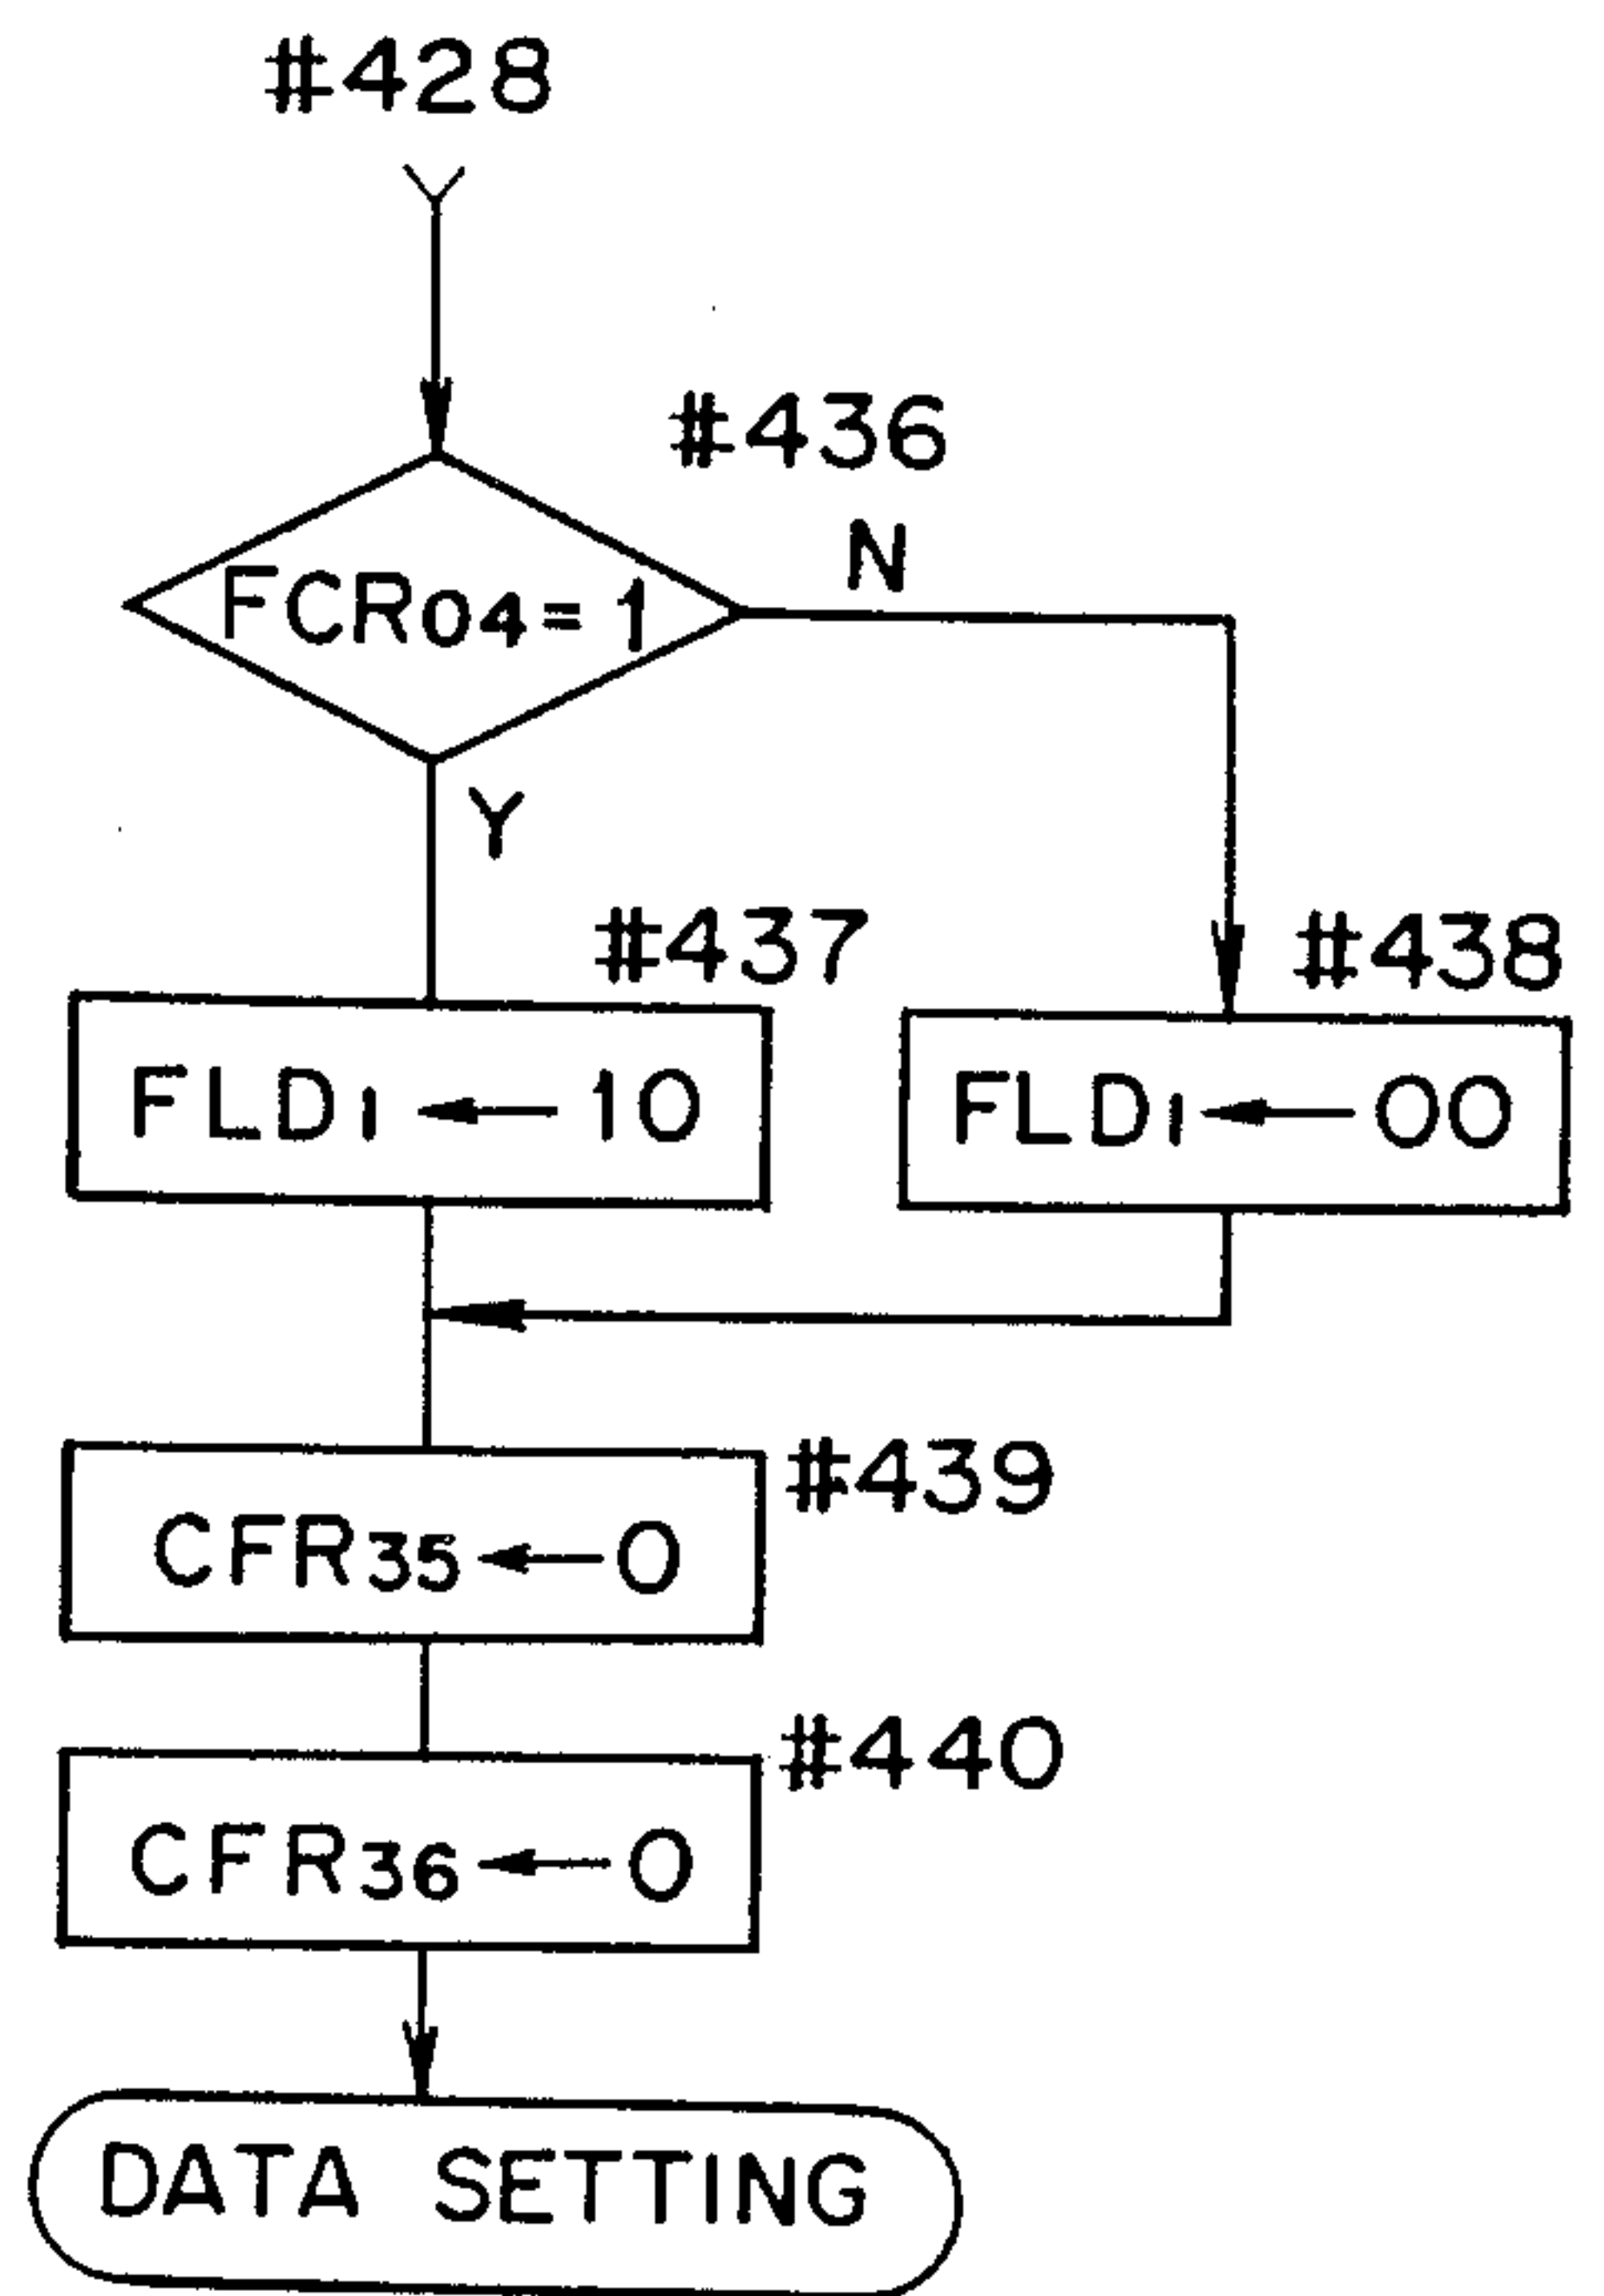 #428
Y
#436
FCR04=1
N
Y
#437
#438
FLD1←10
FLD1←00
#439
CFR35←0
#440
CFR36←0
DATA SETTING